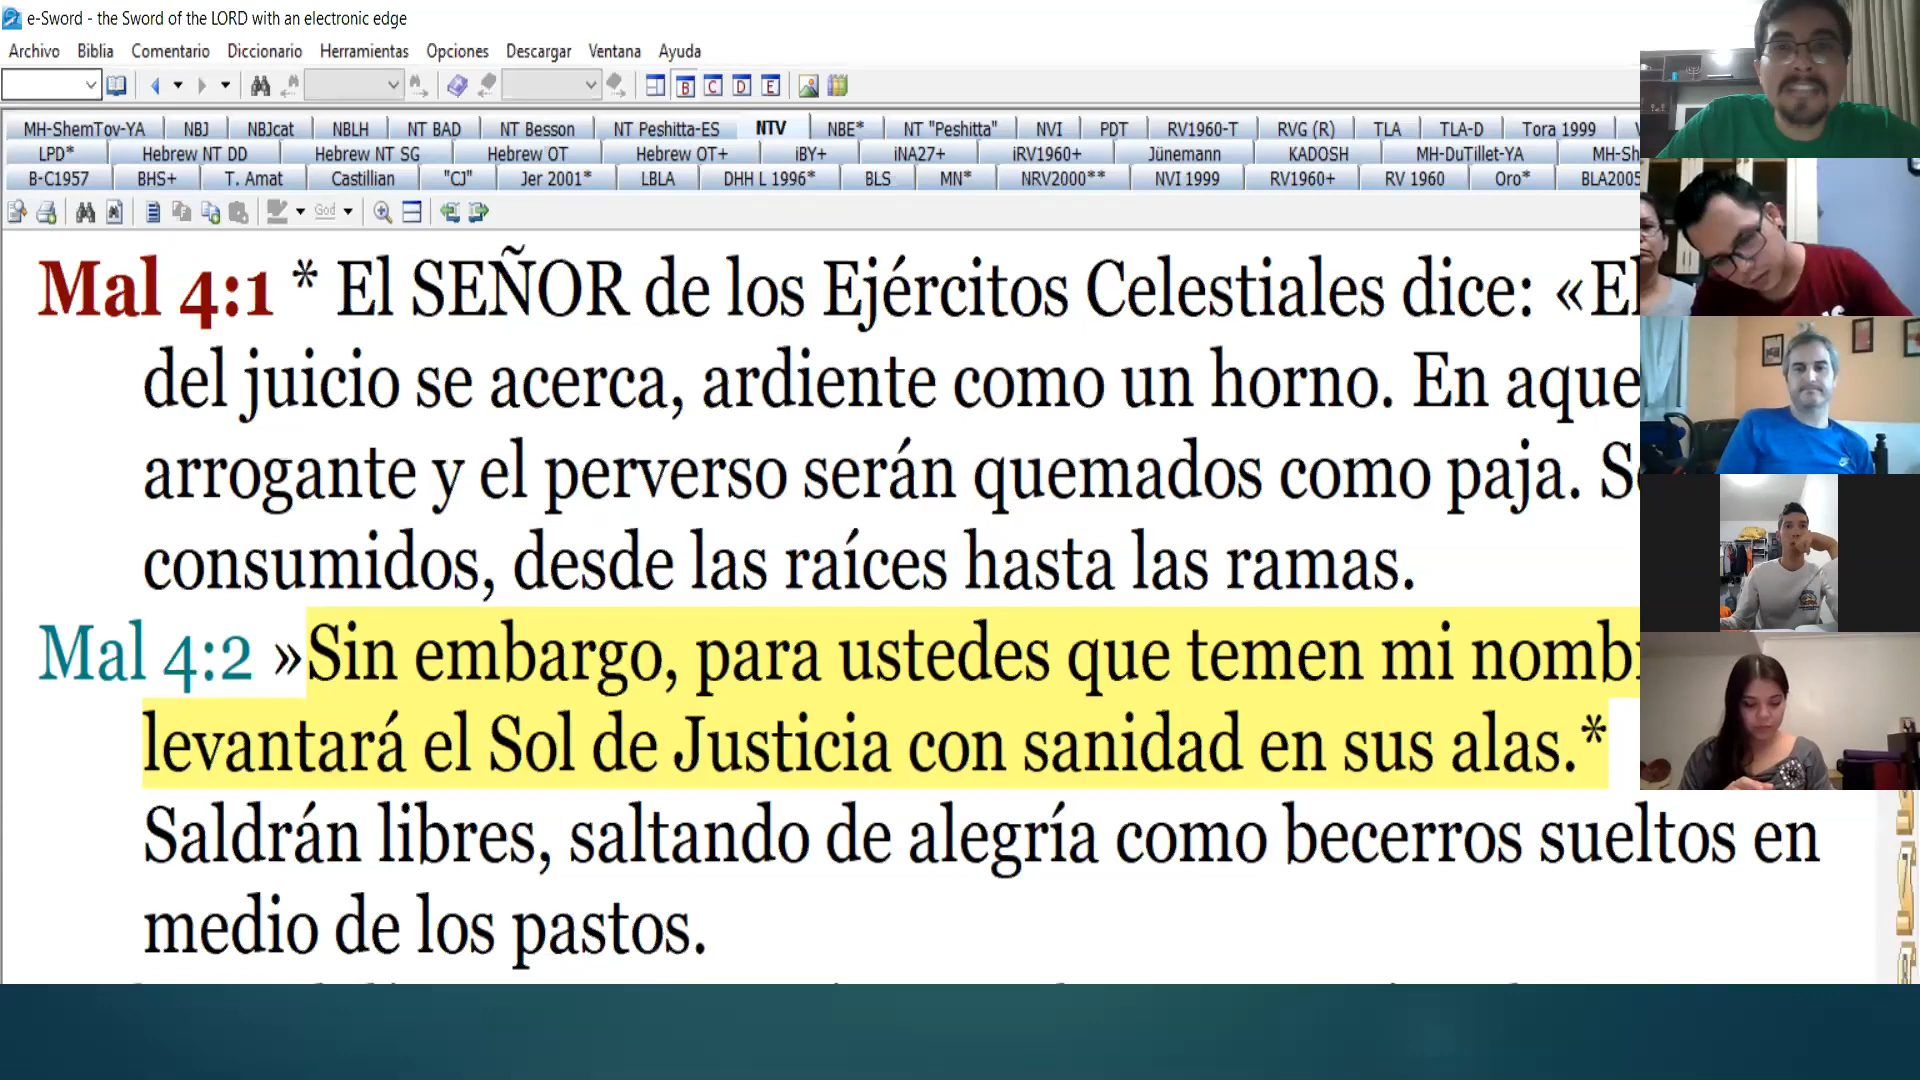 e-Sword - the Sword of the LORD with an electronic edge
Archivo Biblia Comentario Diccionario Herramientas Opciones Descargar Ventana Ayuda
B C D E
MH-ShemTov-YA NBJ NBJcat NBLH NT BAD NT Besson NT Peshitta-ES NTV NBE* NT "Peshitta" NVI PDT RV1960-T RVG (R) TLA TLA-D Tora 1999
LPD* Hebrew NT DD Hebrew NT SG Hebrew OT Hebrew OT+ iBY+ iNA27+ iRV1960+ Jünemann KADOSH MH-DuTillet-YA MH-Sh
B-C1957 BHS+ T. Amat Castillian "CJ" Jer 2001* LBLA DHH L 1996* BLS MN* NRV2000** NVI 1999 RV1960+ RV 1960 Oro* BLA2005
God
Mal 4:1 * El SEÑOR de los Ejércitos Celestiales dice: «El
del juicio se acerca, ardiente como un horno. En aque
arrogante y el perverso serán quemados como paja. S
consumidos, desde las raíces hasta las ramas.
Mal 4:2 »Sin embargo, para ustedes que temen mi nomb
levantará el Sol de Justicia con sanidad en sus alas.*
Saldrán libres, saltando de alegría como becerros sueltos en
medio de los pastos.